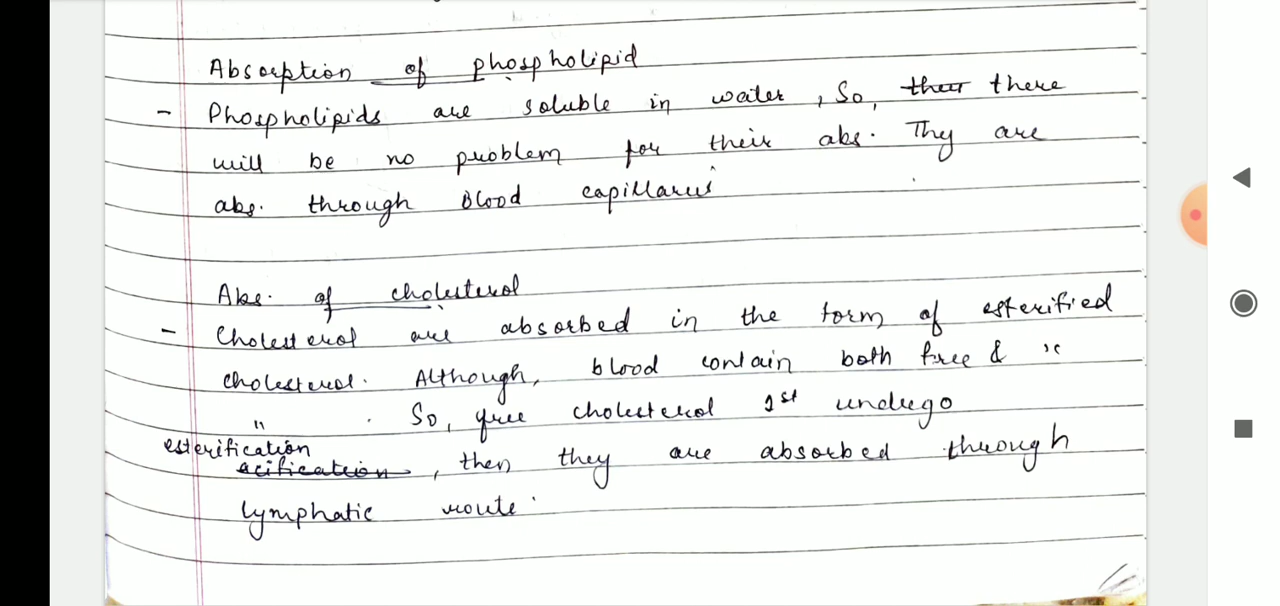 Absorption of phospholipid
- Phospholipids are soluble in water, So, their there
will be no problem for their abs. Thy are
abs. through blood capillaries
Abs. of cholesterol
- Cholesterol are absorbed in the form of esterified
cholesterol. Although, blood contain both free & "
" . So, free cholesterol 1st undergo
esterification
acification, then they are absorbed through
lymphatic route.